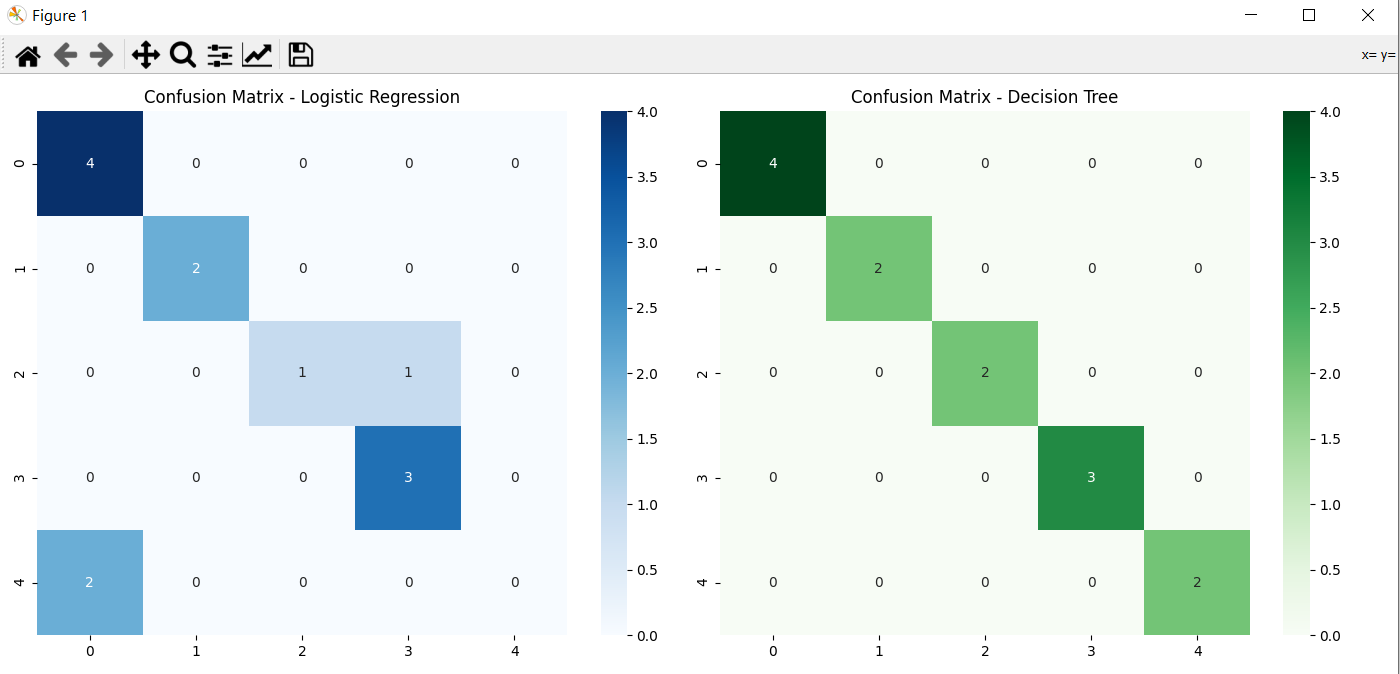 Figure 1
x= y=
Confusion Matrix - Logistic Regression
0 4 0 0 0 0
1 0 2 0 0 0
2 0 0 1 1 0
3 0 0 0 3 0
4 2 0 0 0 0
0 1 2 3 4
4.0
3.5
3.0
2.5
2.0
1.5
1.0
0.5
0.0
Confusion Matrix - Decision Tree
0 4 0 0 0 0
1 0 2 0 0 0
2 0 0 2 0 0
3 0 0 0 3 0
4 0 0 0 0 2
0 1 2 3 4
4.0
3.5
3.0
2.5
2.0
1.5
1.0
0.5
0.0